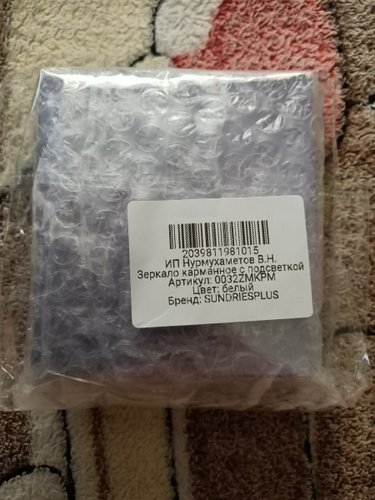 2039811981015
ИП Нурмухаметов В.Н.
Зеркало карманное с подсветкой
Артикул: 0032ZMKPM
Цвет: белый
Бренд: SUNDRIESPLUS